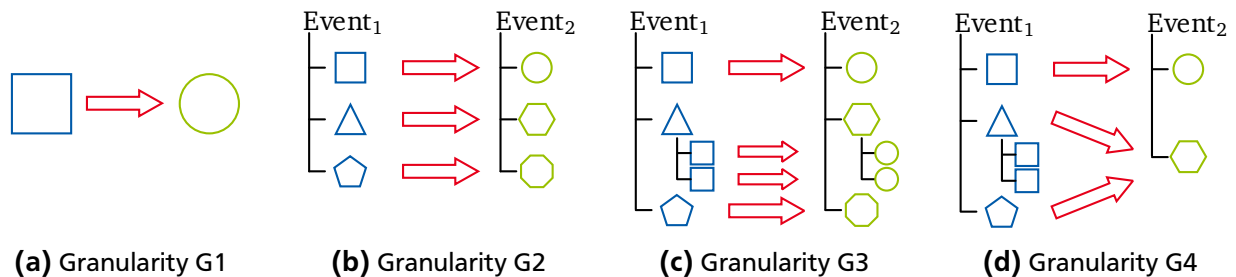 Event₁ Event₂ Event₁ Event₂ Event₁ Event₂
(a) Granularity G1 (b) Granularity G2 (c) Granularity G3 (d) Granularity G4